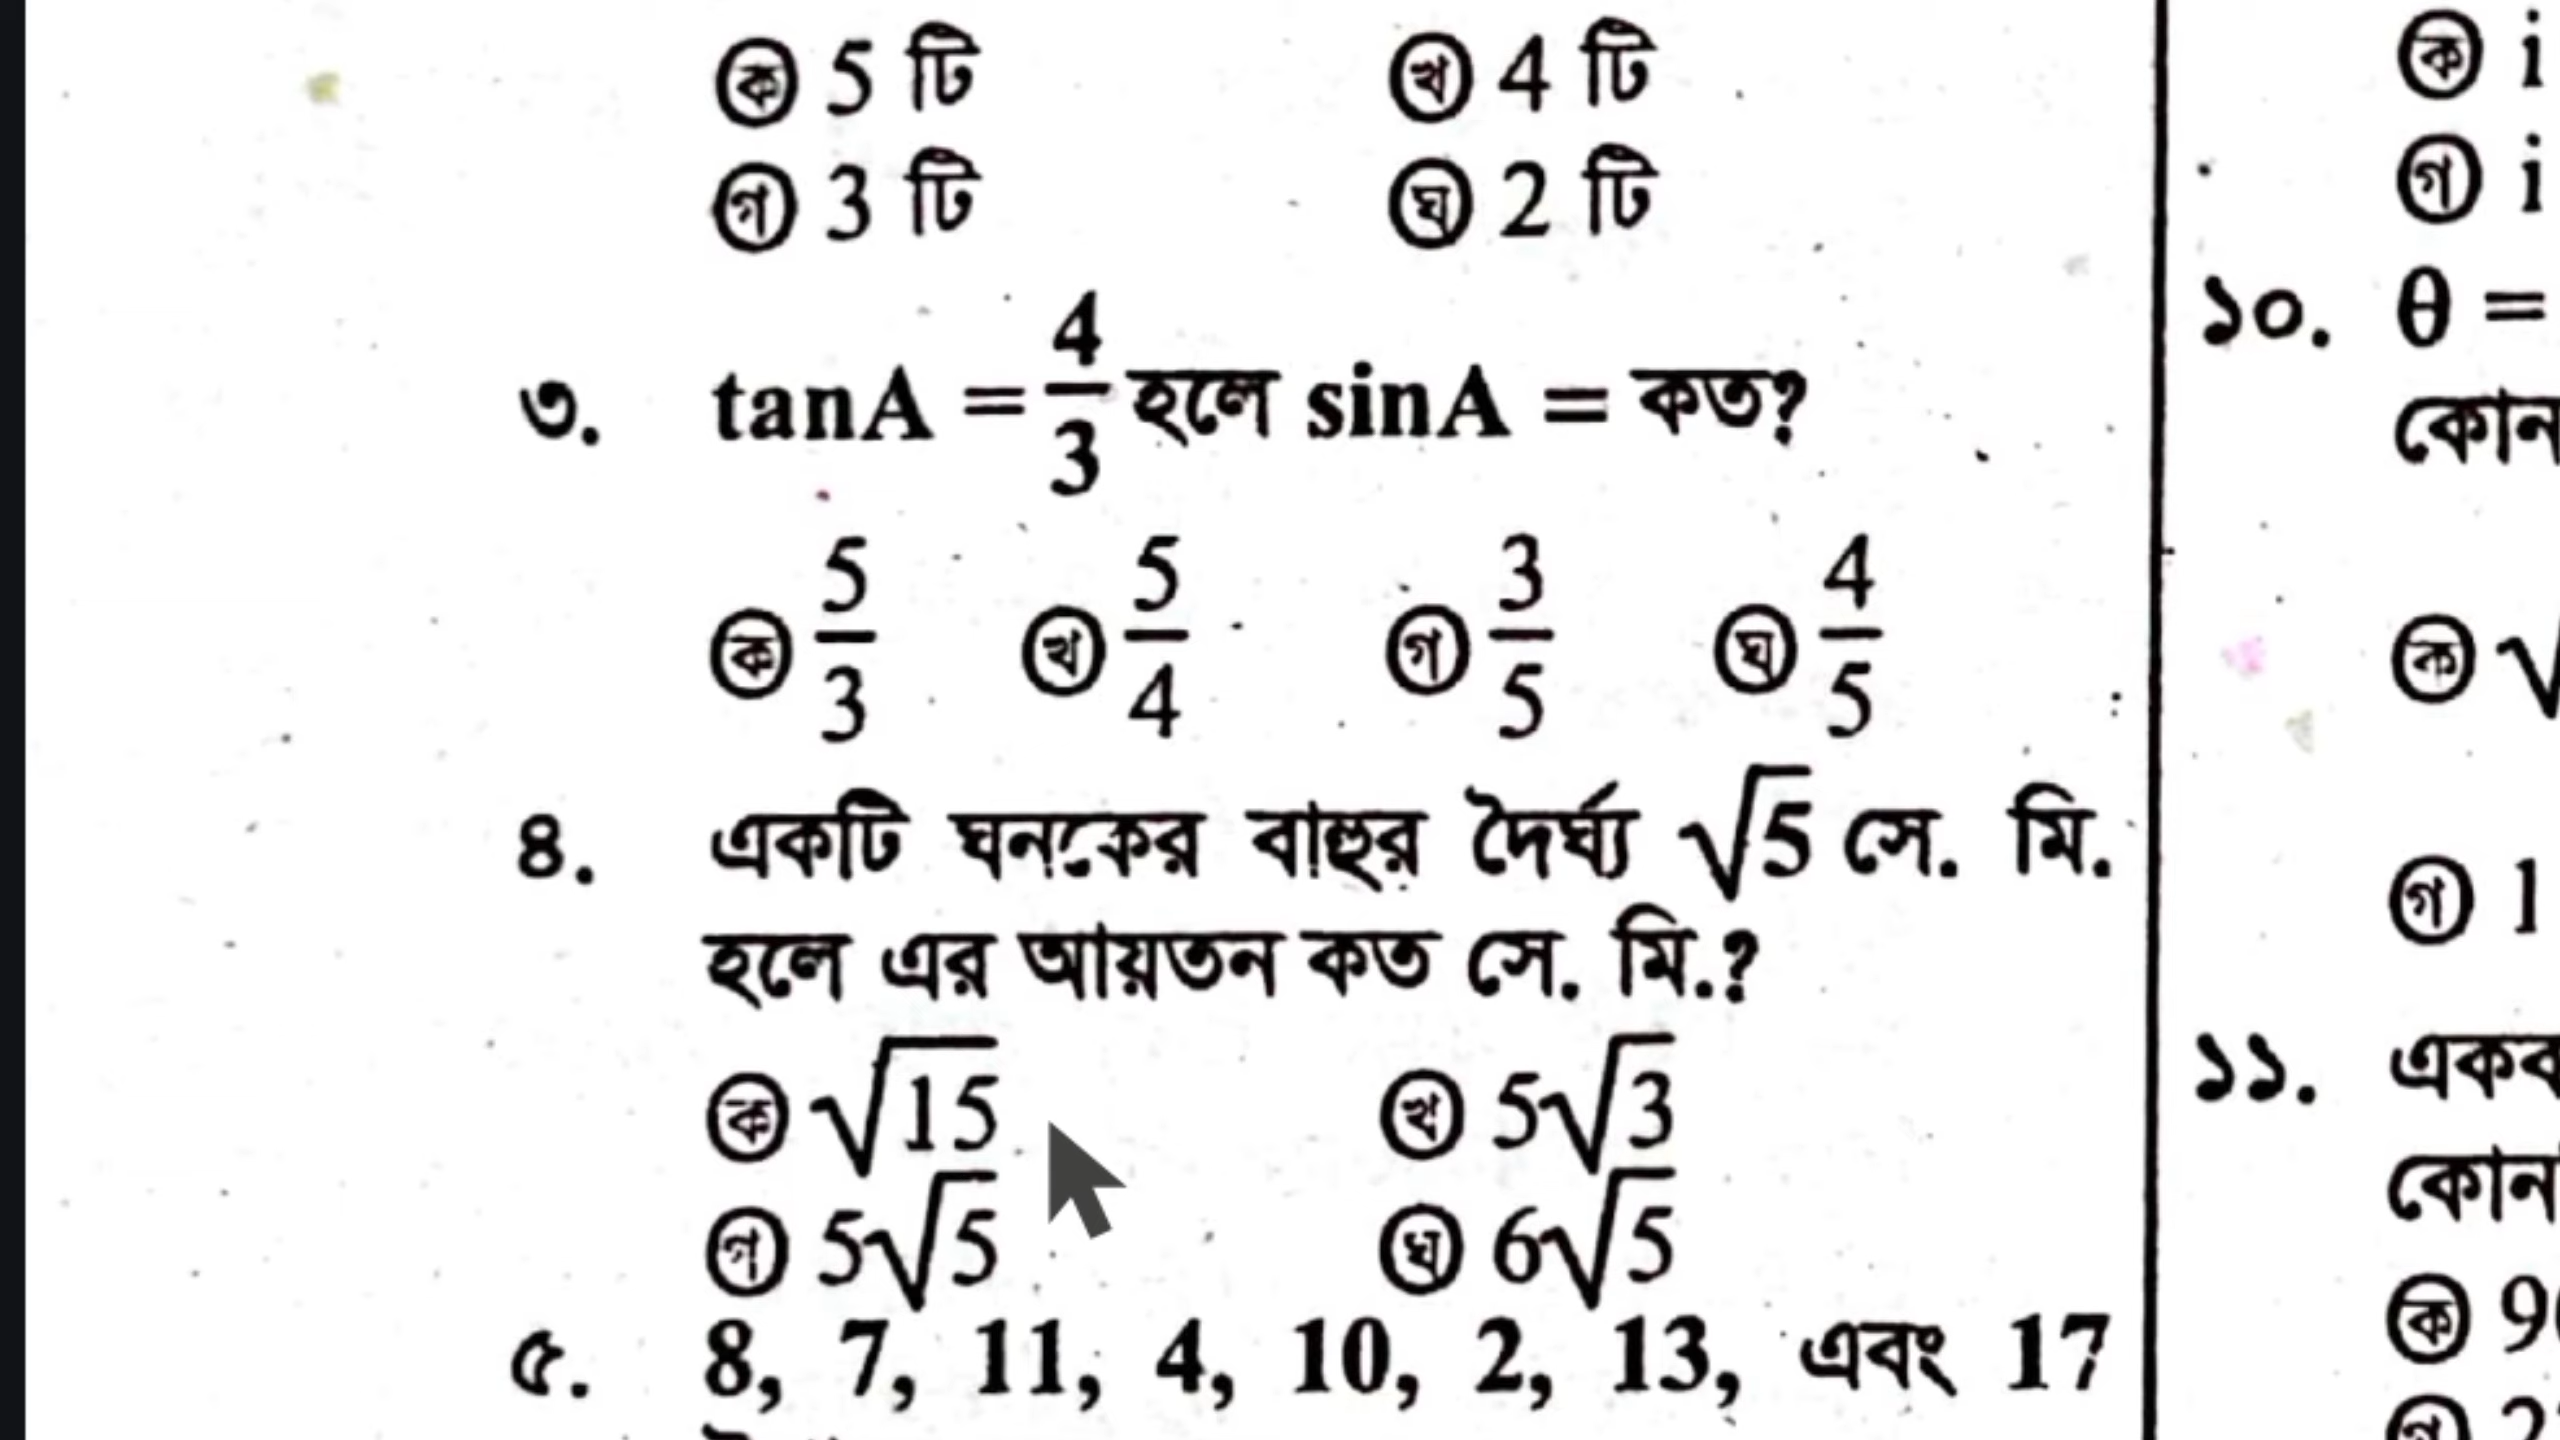 ক 5 টি খ 4 টি
গ 3 টি ঘ 2 টি
৩. tanA = 4/3 হলে sinA = কত?
ক 5/3 খ 5/4 গ 3/5 ঘ 4/5
৪. একটি ঘনকের বাহুর দৈর্ঘ্য √5 সে. মি.
হলে এর আয়তন কত সে. মি.?
ক √15 খ 5√3
গ 5√5 ঘ 6√5
৫. 8, 7, 11, 4, 10, 2, 13, এবং 17
ক i
গ i
১০. θ =
কোন
ক √
গ 1
১১.
কোন
ক 9
গ 2